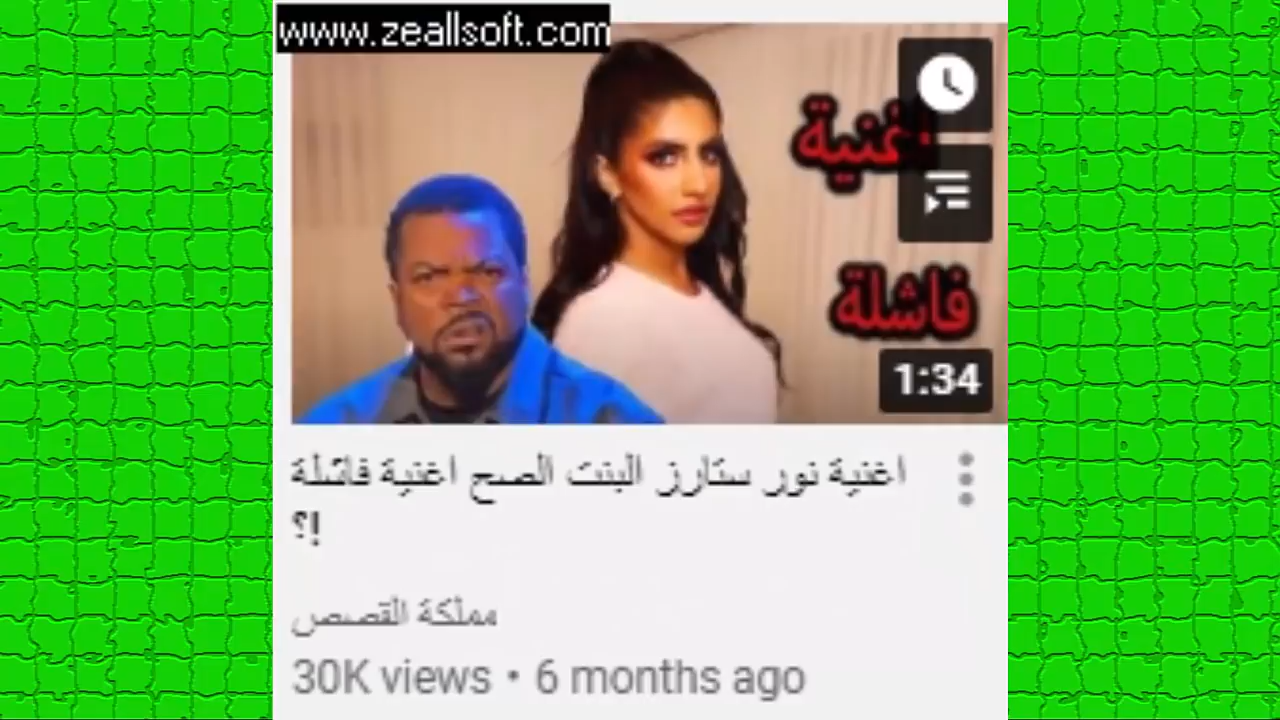 www.zeallsoft.com
اغنية
فاشلة
1:34
اغنية نور ستارز البنت الصح اغنية فاشلة
!؟
مملكة القصص
30K views • 6 months ago